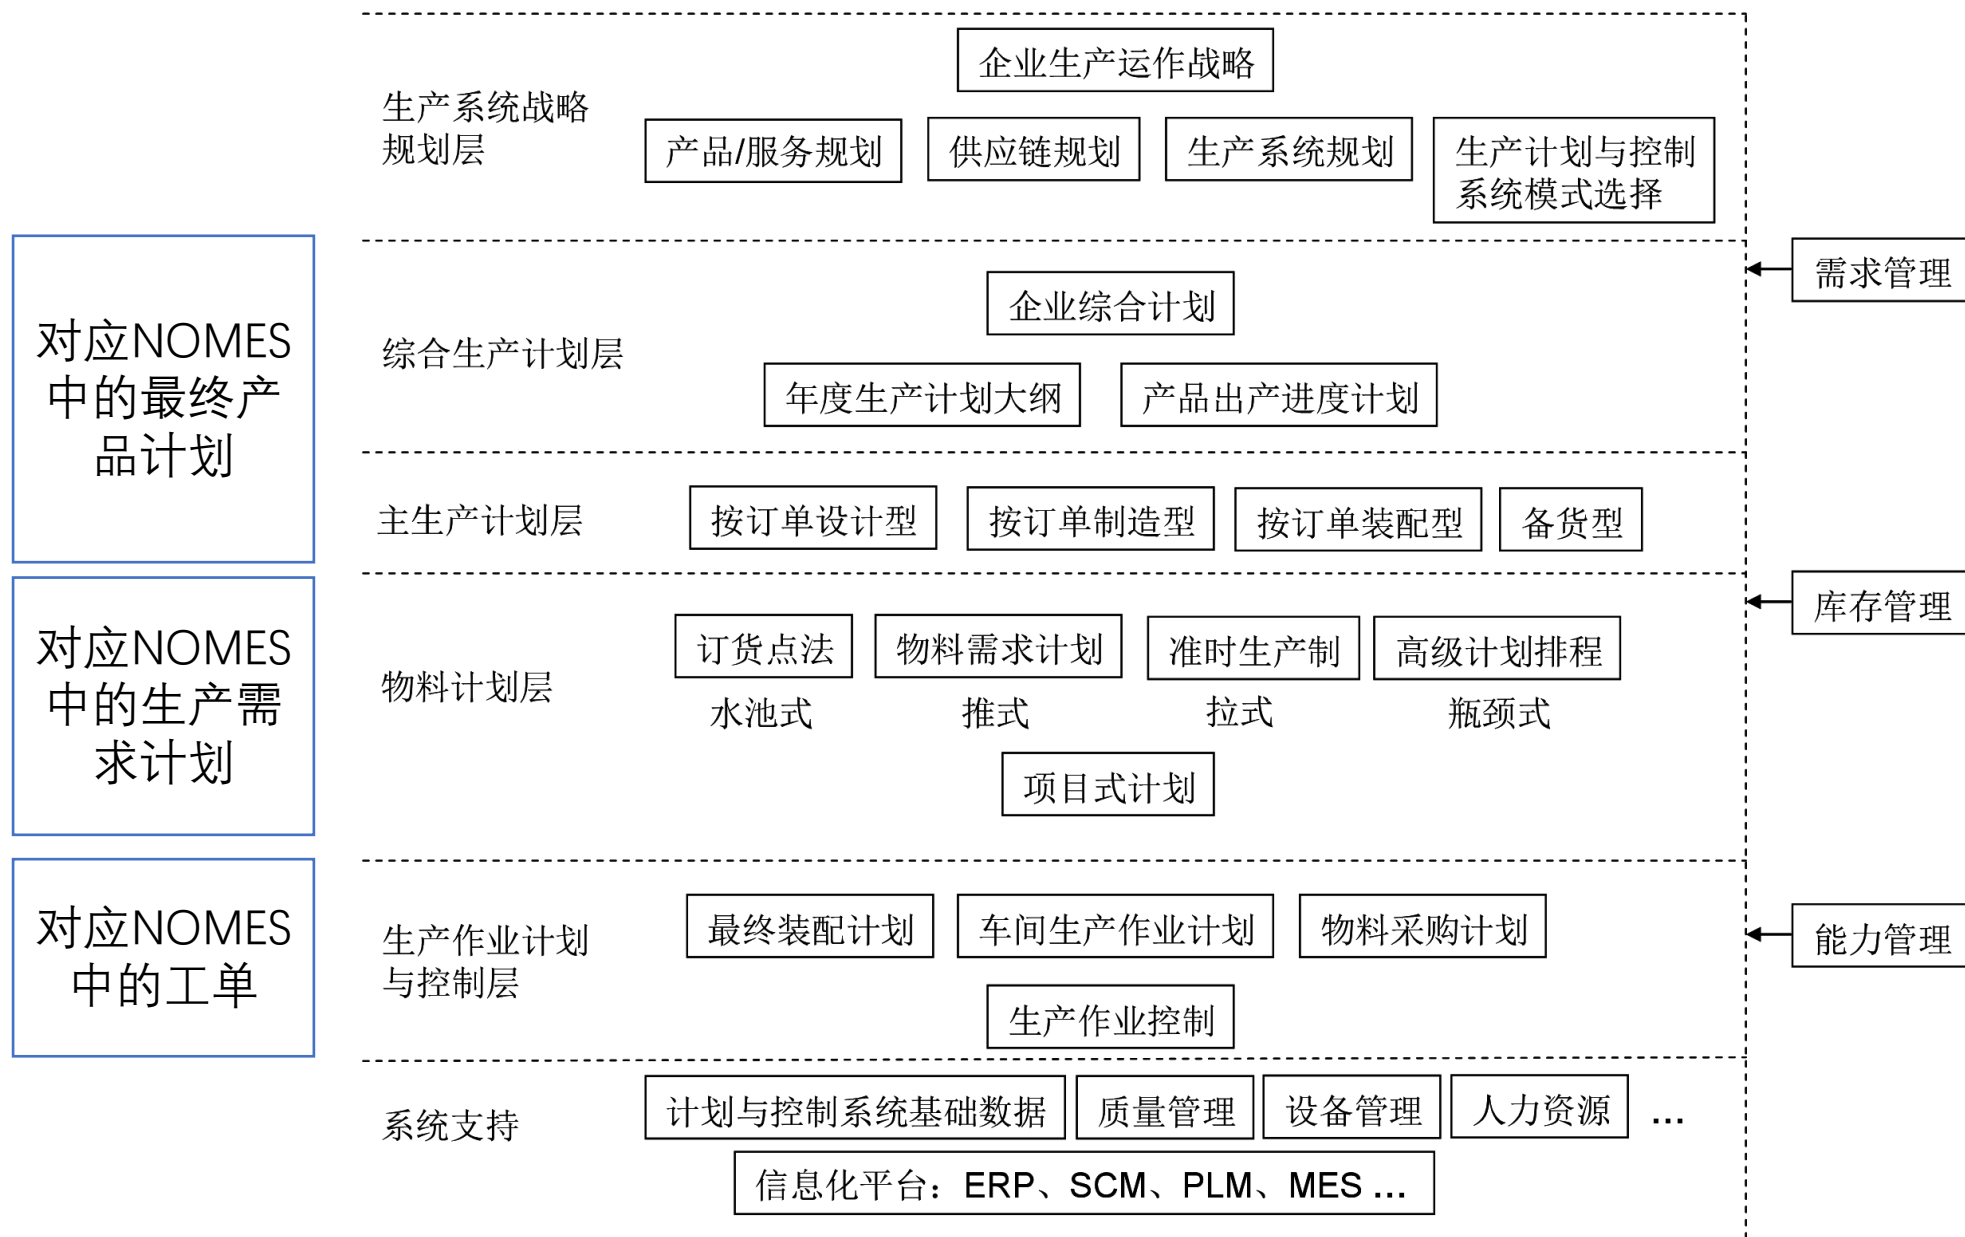 企业生产运作战略
生产系统战略
规划层
产品/服务规划
供应链规划
生产系统规划
生产计划与控制
系统模式选择
需求管理
对应NOMES
中的最终产
品计划
综合生产计划层
企业综合计划
年度生产计划大纲
产品出产进度计划
主生产计划层
按订单设计型
按订单制造型
按订单装配型
备货型
库存管理
对应NOMES
中的生产需
求计划
物料计划层
订货点法
物料需求计划
准时生产制
高级计划排程
水池式
推式
拉式
瓶颈式
项目式计划
对应NOMES
中的工单
生产作业计划
与控制层
最终装配计划
车间生产作业计划
物料采购计划
能力管理
生产作业控制
系统支持
计划与控制系统基础数据
质量管理
设备管理
人力资源
...
信息化平台：ERP、SCM、PLM、MES ...